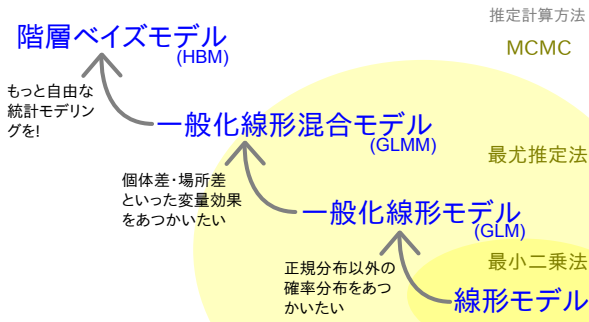 推定計算方法
階層ベイズモデル
(HBM)
MCMC
もっと自由な
統計モデリン
グを!
一般化線形混合モデル
(GLMM)
最尤推定法
個体差・場所差
といった変量効果
をあつかいたい
一般化線形モデル
(GLM)
正規分布以外の
確率分布をあつ
かいたい
最小二乗法
線形モデル